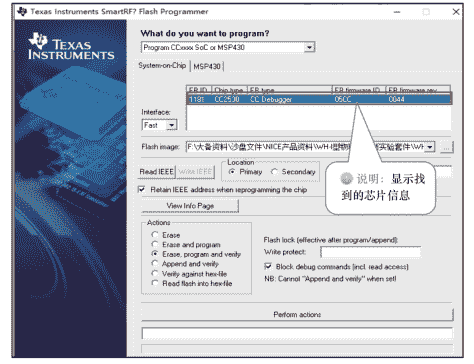 Texas Instruments SmartRF? Flash Programmer
TEXAS
INSTRUMENTS
What do you want to program?
Program CCxxxx SoC or MSP430
System-on-Chip MSP430
EB ID Chip type EB type EB firmware ID EB firmware rev
1181 CC2530 CC Debugger 05CC 0044
Interface:
Fast
Flash image: F:\大备资料\沙盘文件\NICE产品资料\WH
实验套件\WH
...
Read IEEE Write IEEE
Location
Primary Secondary
Retain IEEE address when reprogramming the chip
View Info Page
说明: 显示找
到的芯片信息
Actions
Erase
Erase and program
Erase, program and verify
Append and verify
Verify against hex-file
Read flash into hex-file
Flash lock (effective after program/append):
Write protect:
Block debug commands (incl. read access)
NB: Cannot "Append and verify" when set!
Perform actions